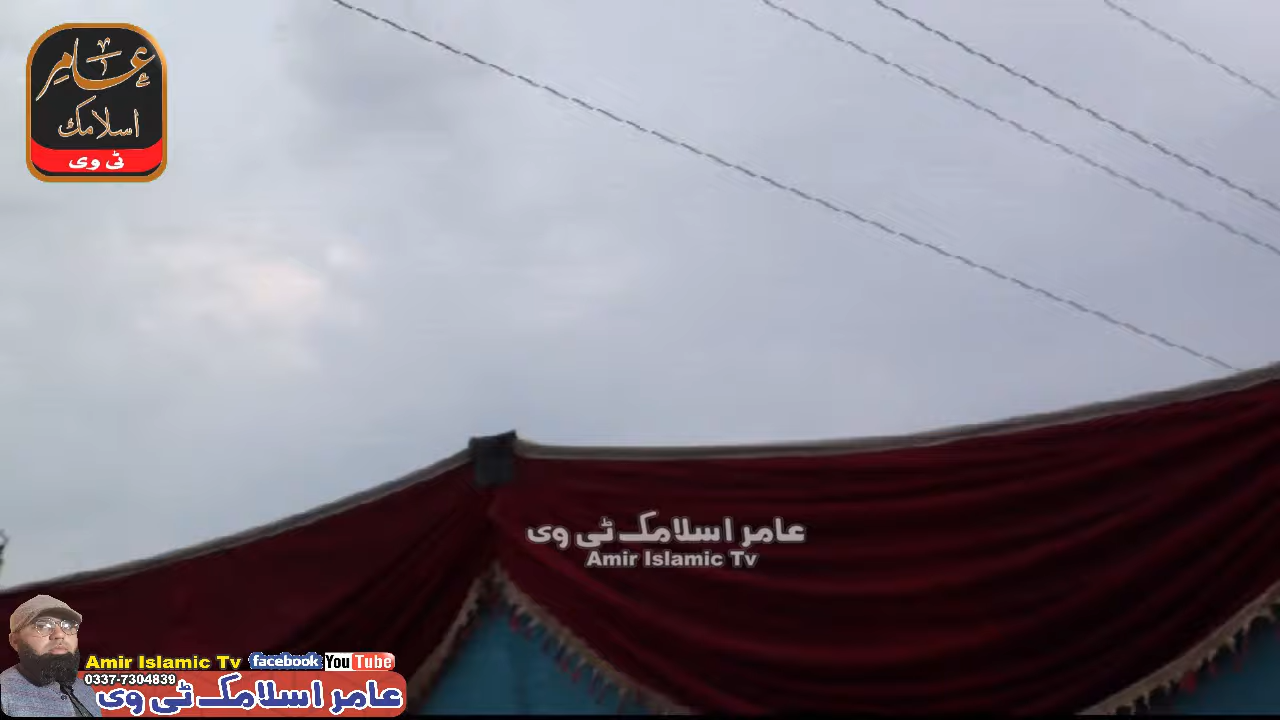 عامر
اسلامک
ٹی وی
عامر اسلامک ٹی وی
Amir Islamic Tv
Amir Islamic Tv facebook YouTube
0337-7304839
عامر اسلامک ٹی وی